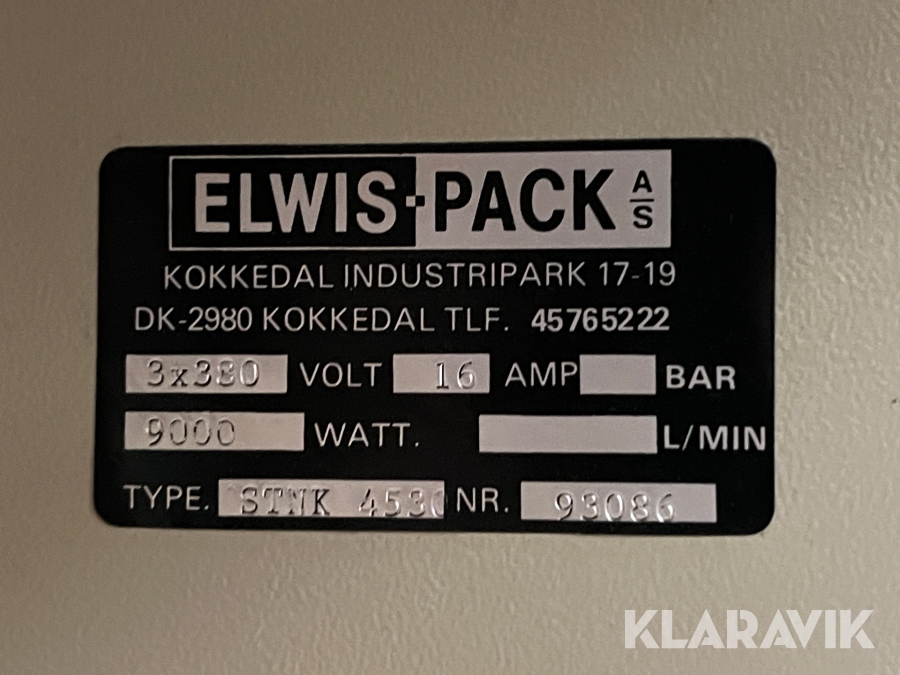 ELWIS-PACK A/S
KOKKEDAL INDUSTRIPARK 17-19
DK-2980 KOKKEDAL TLF. 45765222
3x380 VOLT 16 AMP BAR
9000 WATT. L/MIN
TYPE. STNK 4530 NR. 93086
KLARAVIK